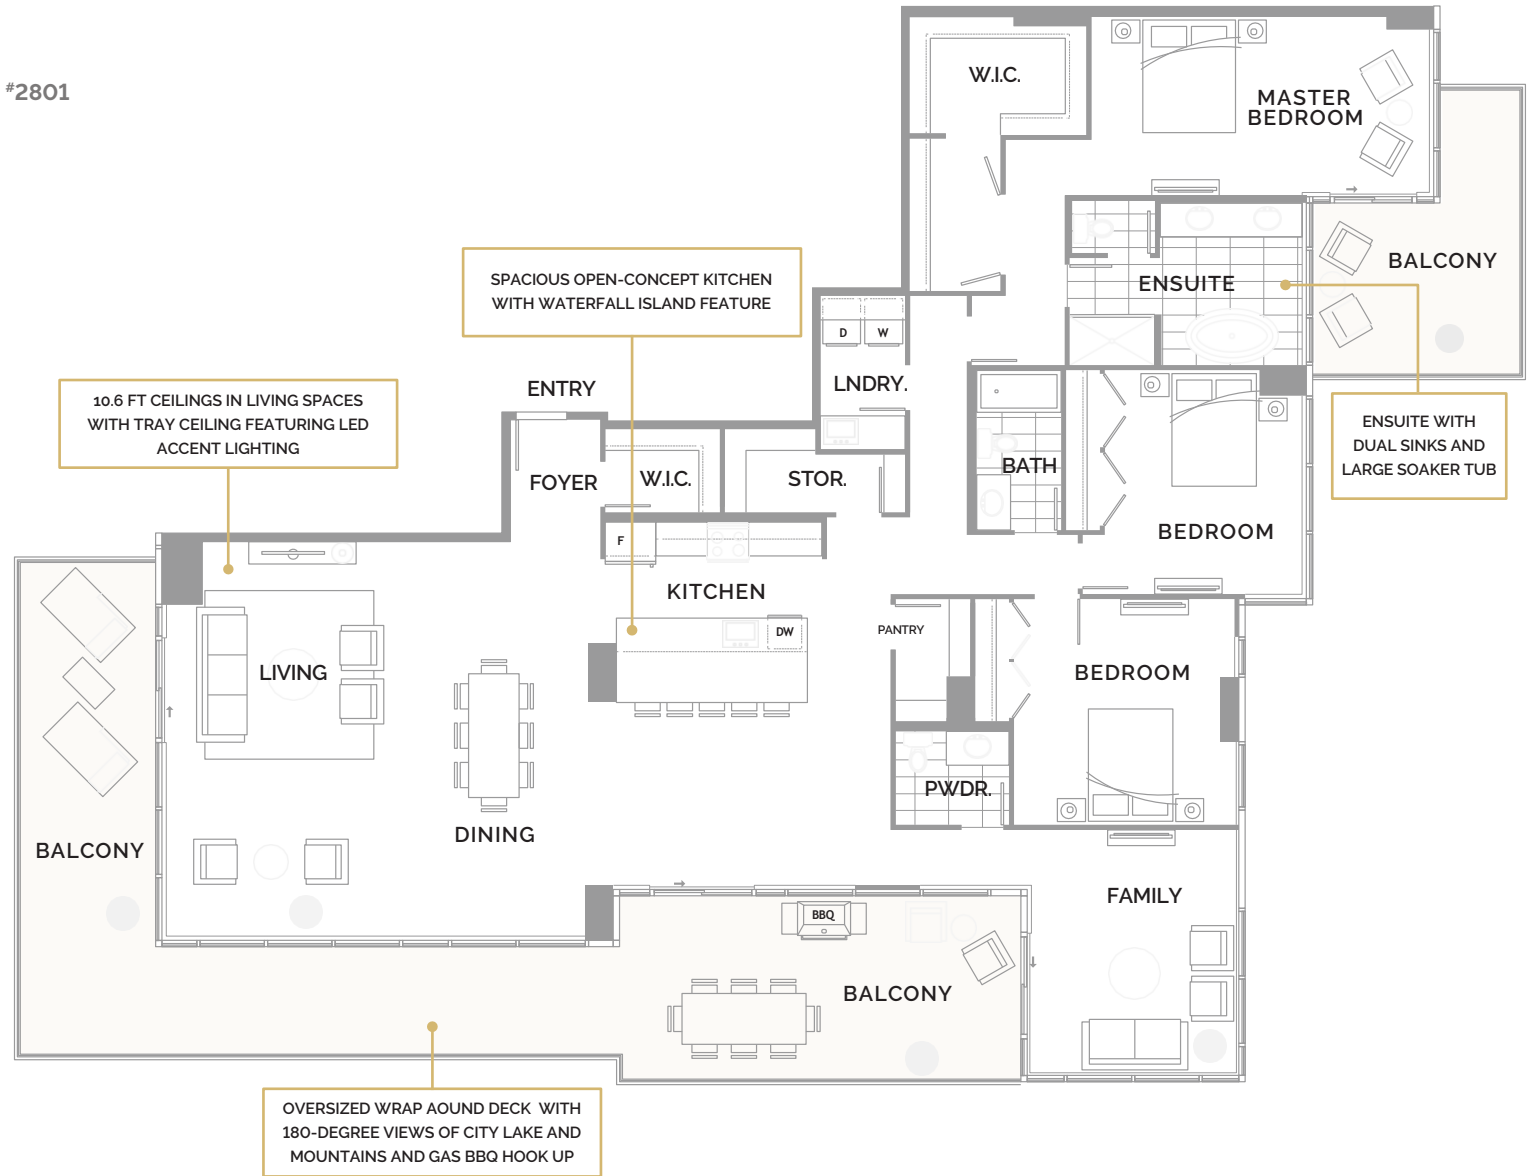 #2801
W.I.C.
MASTER
BEDROOM
BALCONY
SPACIOUS OPEN-CONCEPT KITCHEN
WITH WATERFALL ISLAND FEATURE
ENSUITE
D W
LNDRY.
ENTRY
10.6 FT CEILINGS IN LIVING SPACES
WITH TRAY CEILING FEATURING LED
ACCENT LIGHTING
ENSUITE WITH
DUAL SINKS AND
LARGE SOAKER TUB
FOYER
W.I.C.
STOR.
BATH
BEDROOM
F
KITCHEN
PANTRY
DW
LIVING
BEDROOM
DINING
PWDR.
BALCONY
FAMILY
BBQ
BALCONY
OVERSIZED WRAP AOUND DECK WITH
180-DEGREE VIEWS OF CITY LAKE AND
MOUNTAINS AND GAS BBQ HOOK UP